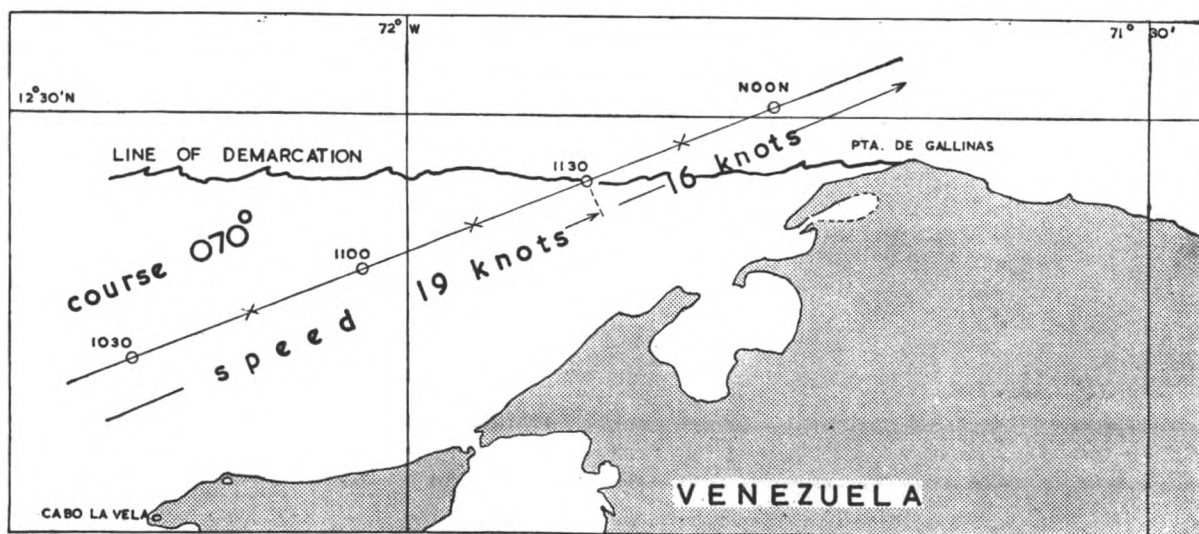 72° W
71° 30'
12°30'N
NOON
LINE OF DEMARCATION
1130
PTA. DE GALLINAS
16 knots
course 070°
1100
19 knots
speed
1030
VENEZUELA
CABO LA VELA